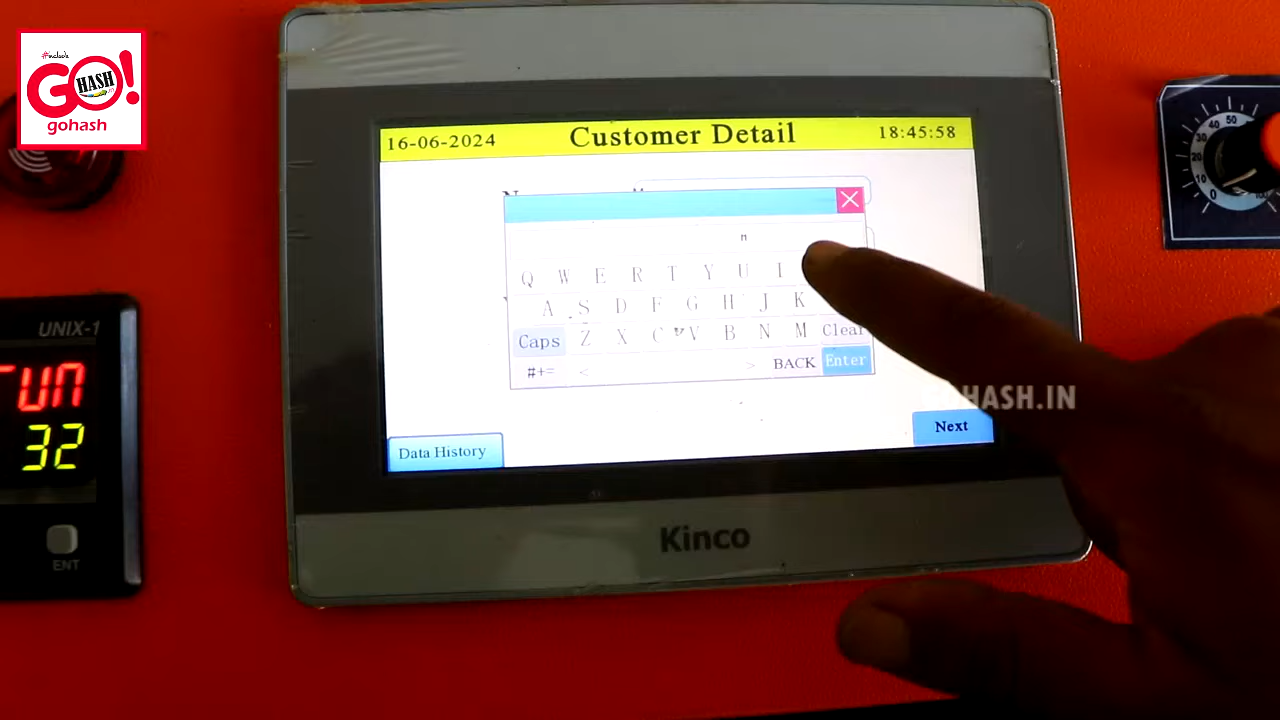 #include
GO!
HASH
gohash
16-06-2024 Customer Detail 18:45:58
Q W E R T Y U I
A S D F G H J K
Caps Z X C V B N M Clear
#+= < > BACK Enter
Data History
Next
Kinco
HASH.IN
UNIX-1
32
ENT
0 10 20 30 40 50